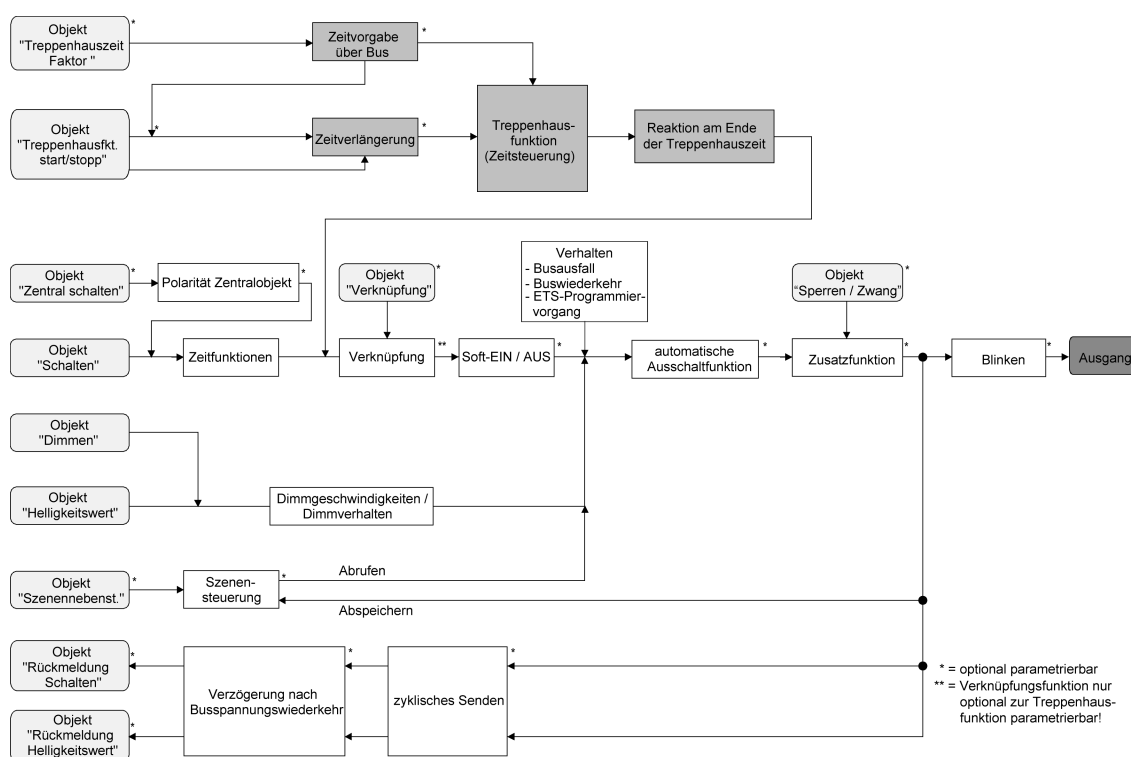 Objekt
"Treppenhauszeit
Faktor "
*
Zeitvorgabe
über Bus
*
Objekt
"Treppenhausfkt.
start/stopp"
*
Zeitverlängerung
*
Treppenhaus-
funktion
(Zeitsteuerung)
Reaktion am Ende
der Treppenhauszeit
Objekt
"Zentral schalten"
*
Polarität Zentralobjekt
*
Objekt
"Verknüpfung"
*
Verhalten
- Busausfall
- Buswiederkehr
- ETS-Programmier-
vorgang
Objekt
“Sperren / Zwang”
*
Objekt
"Schalten"
Zeitfunktionen
Verknüpfung
**
Soft-EIN / AUS
*
automatische
Ausschaltfunktion
*
Zusatzfunktion
*
Blinken
*
Ausgang
Objekt
"Dimmen"
Objekt
"Helligkeitswert"
Dimmgeschwindigkeiten /
Dimmverhalten
Objekt
"Szenennebenst."
*
Szenen-
steuerung
*
Abrufen
Abspeichern
Objekt
"Rückmeldung
Schalten"
*
Verzögerung nach
Busspannungswiederkehr
*
zyklisches Senden
*
Objekt
"Rückmeldung
Helligkeitswert"
*
* = optional parametrierbar
** = Verknüpfungsfunktion nur
optional zur Treppenhaus-
funktion parametrierbar!